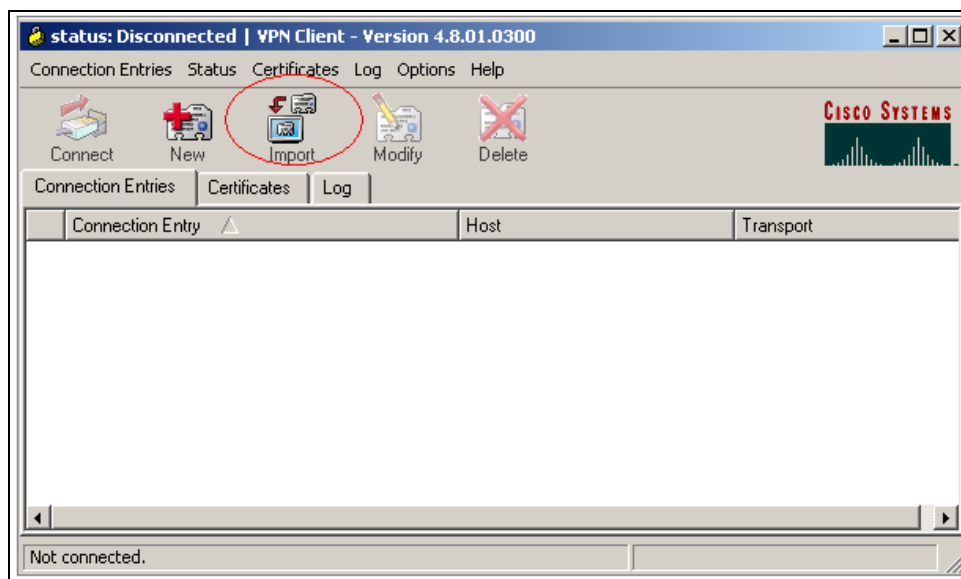 status: Disconnected | VPN Client - Version 4.8.01.0300
Connection Entries Status Certificates Log Options Help
Connect New Import Modify Delete
CISCO SYSTEMS
Connection Entries Certificates Log
Connection Entry Host Transport
Not connected.